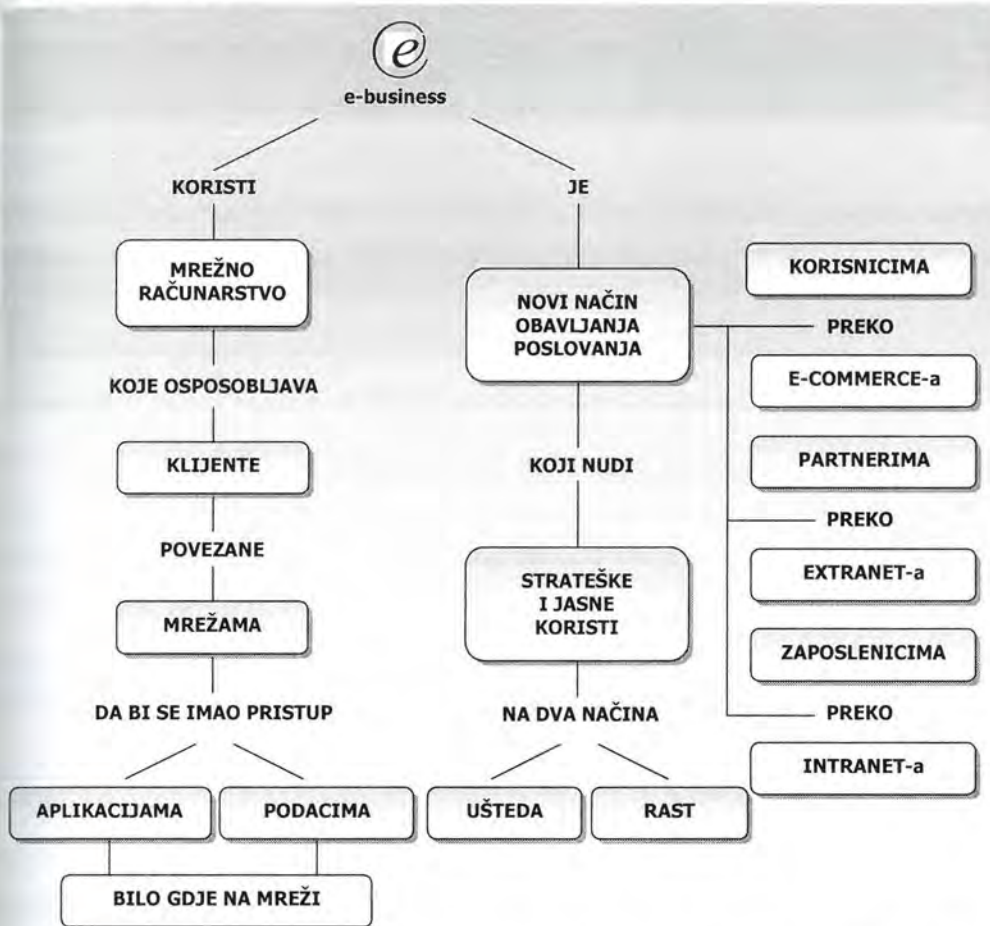 e
e-business
KORISTI
MREŽNO
RAČUNARSTVO
KOJE OSPOSOBLJAVA
KLIJENTE
POVEZANE
MREŽAMA
DA BI SE IMAO PRISTUP
APLIKACIJAMA
PODACIMA
BILO GDJE NA MREŽI
JE
NOVI NAČIN
OBAVLJANJA
POSLOVANJA
KOJI NUDI
STRATEŠKE
I JASNE
KORISTI
NA DVA NAČINA
UŠTEDA
RAST
KORISNICIMA
PREKO
E-COMMERCE-a
PARTNERIMA
PREKO
EXTRANET-a
ZAPOSLENICIMA
PREKO
INTRANET-a